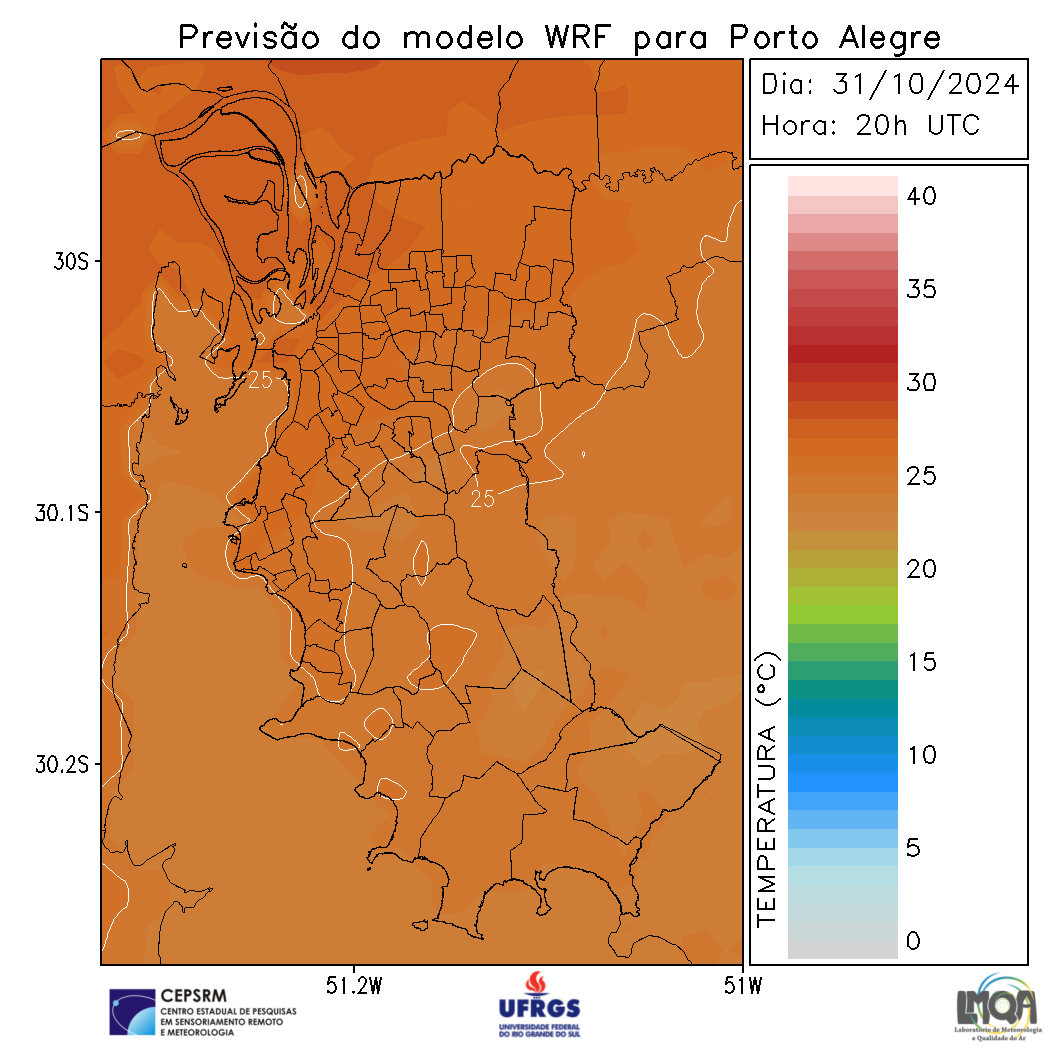 Previsão do modelo WRF para Porto Alegre
Dia: 31/10/2024
Hora: 20h UTC
40
35
30
25
20
15
10
5
0
TEMPERATURA (°C)
30S
30.1S
30.2S
25
25
51.2W
51W
CEPSRM
CENTRO ESTADUAL DE PESQUISAS
EM SENSORIAMENTO REMOTO
E METEOROLOGIA
UFRGS
UNIVERSIDADE FEDERAL
DO RIO GRANDE DO SUL
LMQA
Laboratório de Meteorologia
e Qualidade do Ar